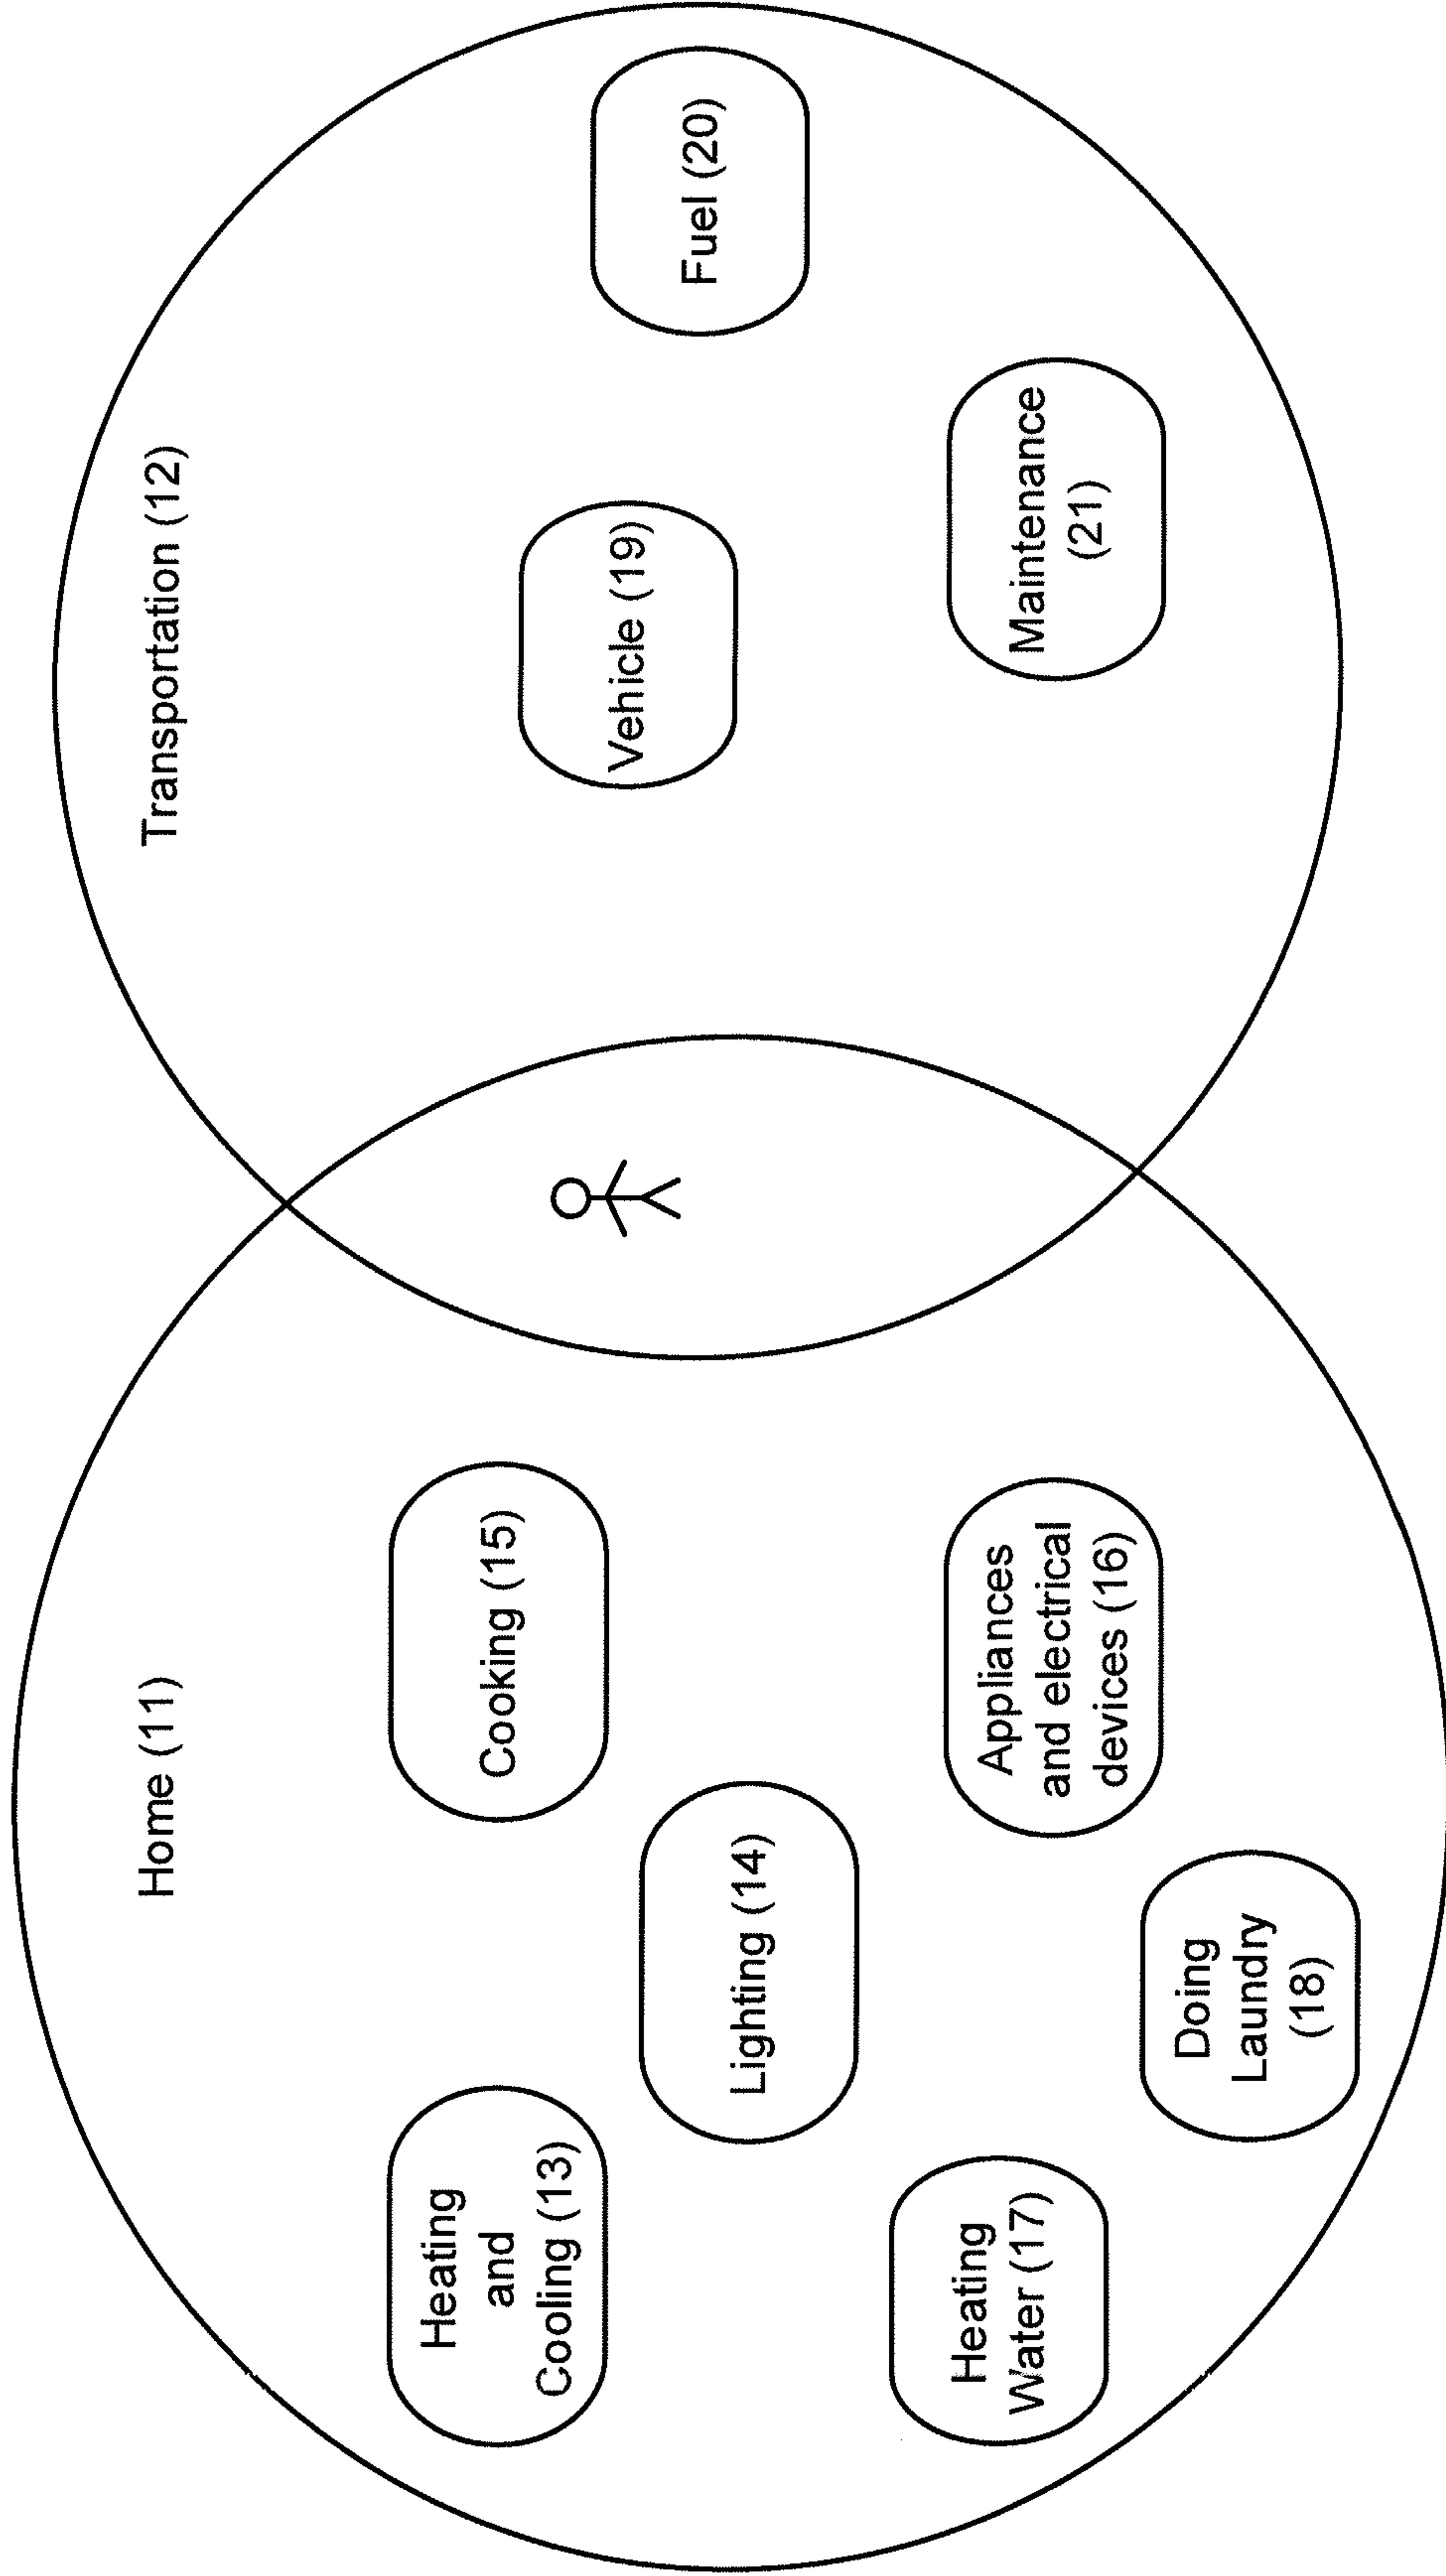 Home (11)
Transportation (12)
Heating
and
Cooling (13)
Cooking (15)
Lighting (14)
Heating
Water (17)
Appliances
and electrical
devices (16)
Doing
Laundry
(18)
Vehicle (19)
Fuel (20)
Maintenance
(21)